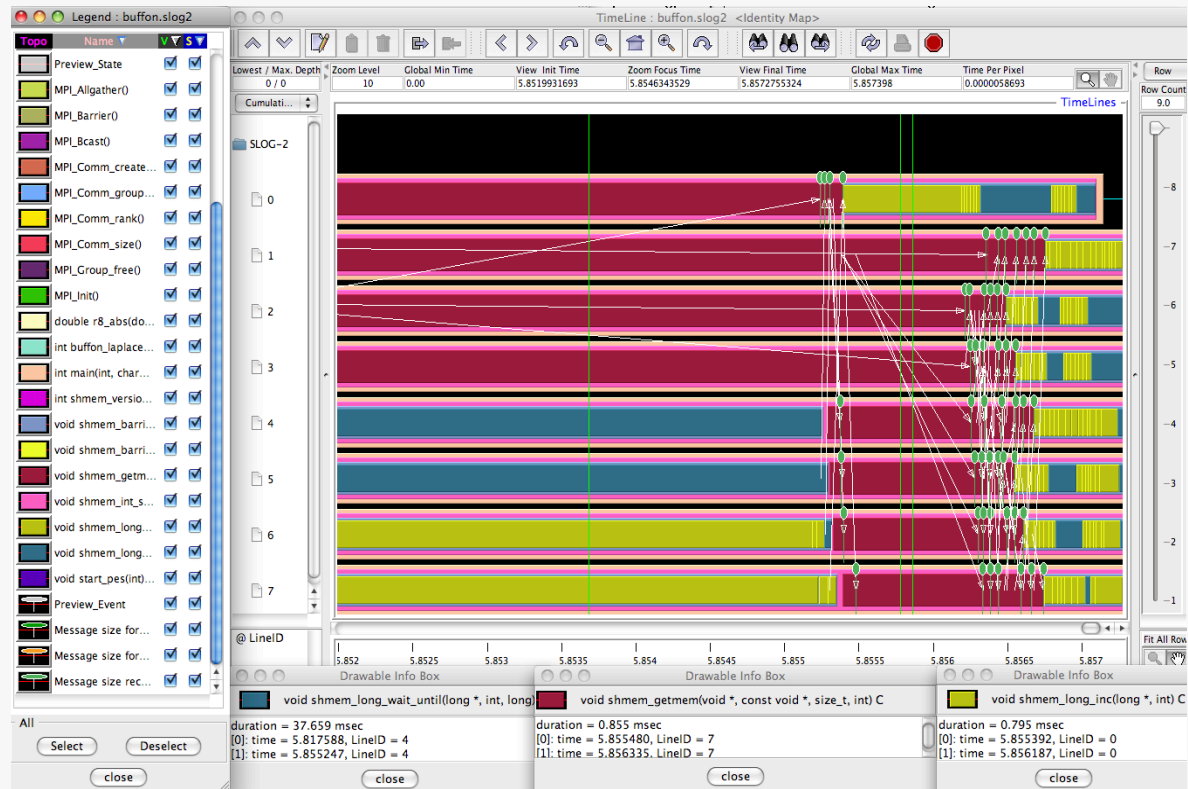 Legend : buffon.slog2
Topo Name V S
Preview_State
MPI_Allgather()
MPI_Barrier()
MPI_Bcast()
MPI_Comm_create...
MPI_Comm_group...
MPI_Comm_rank()
MPI_Comm_size()
MPI_Group_free()
MPI_Init()
double r8_abs(do...
int buffon_laplace...
int main(int, char...
int shmem_versio...
void shmem_barri...
void shmem_barri...
void shmem_getm...
void shmem_int_s...
void shmem_long...
void shmem_long...
void start_pes(int)...
Preview_Event
Message size for...
Message size for...
Message size rec...
All
Select Deselect
close
TimeLine : buffon.slog2 <Identity Map>
Lowest / Max. Depth Zoom Level Global Min Time View Init Time Zoom Focus Time View Final Time Global Max Time Time Per Pixel
0 / 0 10 0.00 5.8519931693 5.8546343529 5.8572755324 5.857398 0.0000058693
Row
Row Count
9.0
Cumulati...
TimeLines
SLOG-2
0
1
2
3
4
5
6
7
8
7
6
5
4
3
2
1
@ LineID
5.852 5.8525 5.853 5.8535 5.854 5.8545 5.855 5.8555 5.856 5.8565 5.857
Fit All Row
Drawable Info Box
void shmem_long_wait_until(long *, int, long)
duration = 37.659 msec
[0]: time = 5.817588, LineID = 4
[1]: time = 5.855247, LineID = 4
close
Drawable Info Box
void shmem_getmem(void *, const void *, size_t, int) C
duration = 0.855 msec
[0]: time = 5.855480, LineID = 7
[1]: time = 5.856335, LineID = 7
close
Drawable Info Box
void shmem_long_inc(long *, int) C
duration = 0.795 msec
[0]: time = 5.855392, LineID = 0
[1]: time = 5.856187, LineID = 0
close